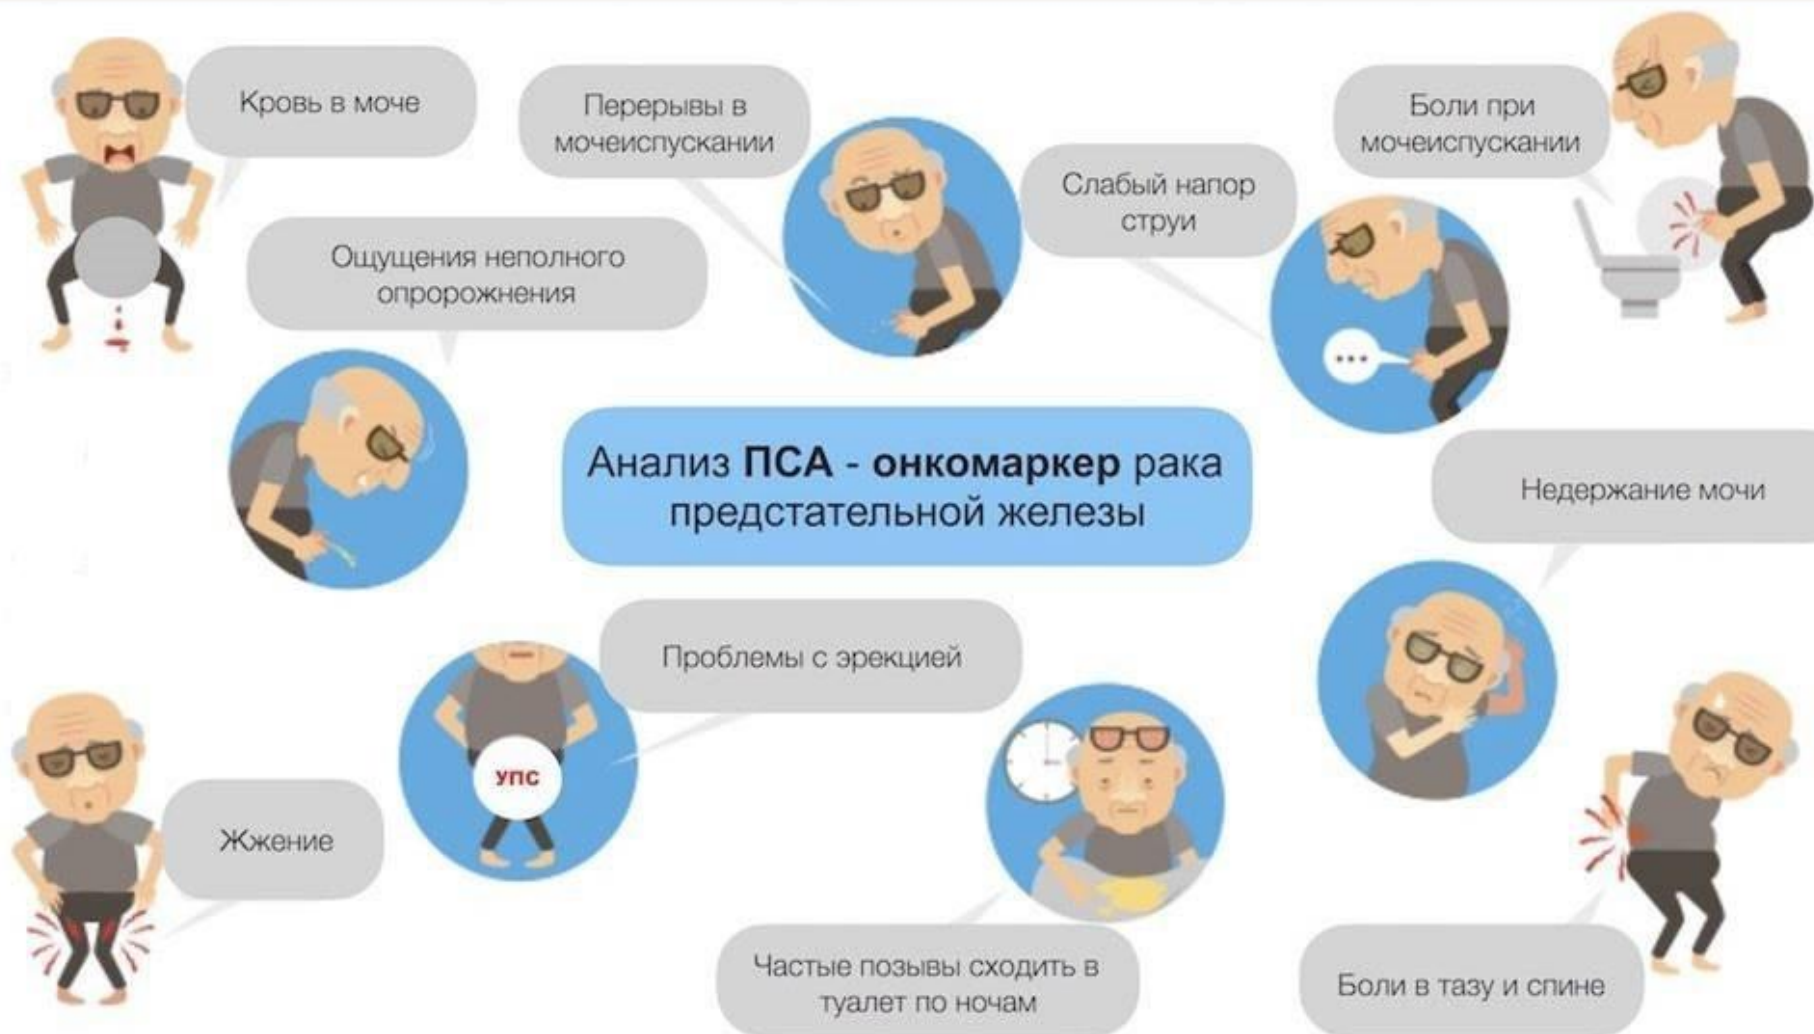 Кровь в моче
Перерывы в
мочеиспускании
Слабый напор
струи
Боли при
мочеиспускании
Ощущения неполного
опророжнения
Анализ ПСА - онкомаркер рака
предстательной железы
Недержание мочи
Проблемы с эрекцией
упс
Жжение
Частые позывы сходить в
туалет по ночам
Боли в тазу и спине